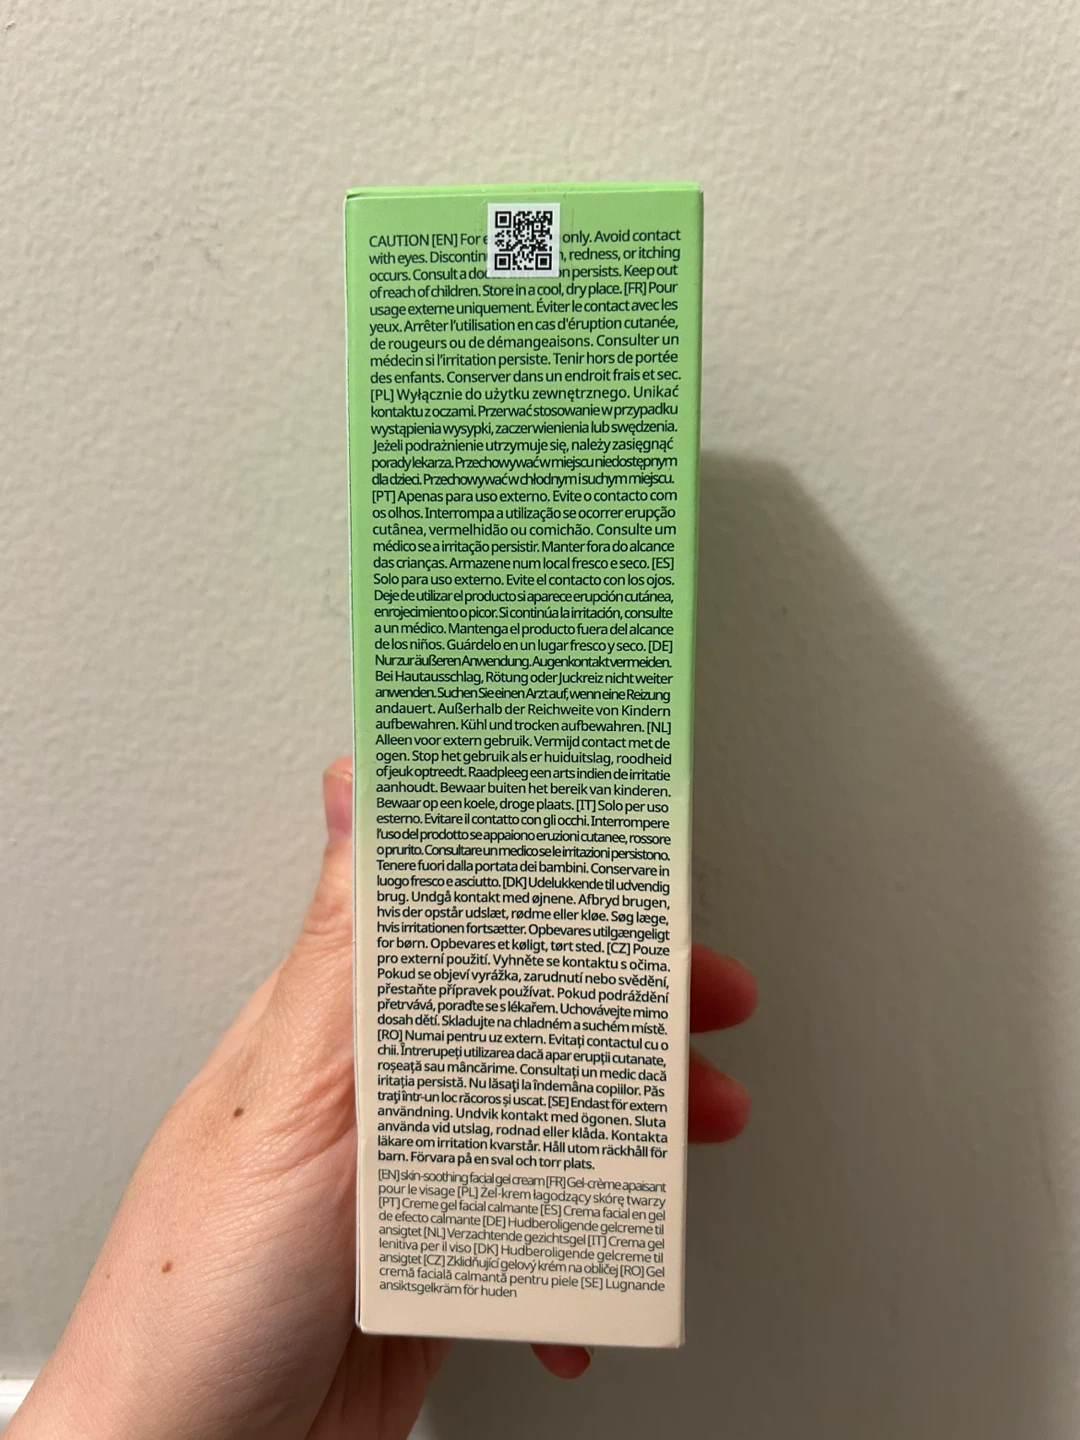 CAUTION [EN] For only. Avoid contact
with eyes. redness, or itching
occurs. Consult a persists. Keep out
of reach of children. Store in a cool, dry place. [FR] Pour
usage externe uniquement. Éviter le contact avec les
yeux. Arrêter l'utilisation en cas d'éruption cutanée,
de rougeurs ou de démangeaisons. Consulter un
médecin si l'irritation persiste. Tenir hors de portée
des enfants. Conserver dans un endroit frais et sec.
[PL] Wyłącznie do użytku zewnętrznego. Unikać
kontaktu z oczami. Przerwać stosowanie w przypadku
wystąpienia wysypki, zaczerwienienia lub swędzenia.
Jeżeli podrażnienie utrzymuje się, należy zasięgnąć
porady lekarza. Przechowywać w miejscu niedostępnym
dla dzieci. Przechowywać w chłodnym i suchym miejscu.
[PT] Apenas para uso externo. Evite o contacto com
os olhos. Interrompa a utilização se ocorrer erupção
cutânea, vermelhidão ou comichão. Consulte um
médico se a irritação persistir. Manter fora do alcance
das crianças. Armazene num local fresco e seco. [ES]
Solo para uso externo. Evite el contacto con los ojos.
Deje de utilizar el producto si aparece erupción cutánea,
enrojecimiento o picor. Si continúa la irritación, consulte
a un médico. Mantenga el producto fuera del alcance
de los niños. Guárdelo en un lugar fresco y seco. [DE]
Nur zur äußeren Anwendung. Augenkontakt vermeiden.
Bei Hautausschlag, Rötung oder Juckreiz nicht weiter
anwenden. Suchen Sie einen Arzt auf, wenn eine Reizung
andauert. Außerhalb der Reichweite von Kindern
aufbewahren. Kühl und trocken aufbewahren. [NL]
Alleen voor extern gebruik. Vermijd contact met de
ogen. Stop het gebruik als er huiduitslag, roodheid
of jeuk optreedt. Raadpleeg een arts indien de irritatie
aanhoudt. Bewaar buiten het bereik van kinderen.
Bewaar op een koele, droge plaats. [IT] Solo per uso
esterno. Evitare il contatto con gli occhi. Interrompere
l'uso del prodotto se appaiono eruzioni cutanee, rossore
o prurito. Consultare un medico se le irritazioni persistono.
Tenere fuori dalla portata dei bambini. Conservare in
luogo fresco e asciutto. [DK] Udelukkende til udvendig
brug. Undgå kontakt med øjnene. Afbryd brugen,
hvis der opstår udslæt, rødme eller kløe. Søg læge,
hvis irritationen fortsætter. Opbevares utilgængeligt
for børn. Opbevares et køligt, tørt sted. [CZ] Pouze
pro externí použití. Vyhněte se kontaktu s očima.
Pokud se objeví vyrážka, zarudnutí nebo svědění,
přestaňte přípravek používat. Pokud podráždění
přetrvává, poraďte se s lékařem. Uchovávejte mimo
dosah dětí. Skladujte na chladném a suchém místě.
[RO] Numai pentru uz extern. Evitați contactul cu o
chii. Întrerupeți utilizarea dacă apar erupții cutanate,
roșeață sau mâncărime. Consultați un medic dacă
iritația persistă. Nu lăsați la îndemâna copiilor. Păs
trați într-un loc răcoros și uscat. [SE] Endast för extern
användning. Undvik kontakt med ögonen. Sluta
använda vid utslag, rodnad eller klåda. Kontakta
läkare om irritation kvarstår. Håll utom räckhåll för
barn. Förvara på en sval och torr plats.
[EN] skin-soothing facial gel cream [FR] Gel-crème apaisant
pour le visage [PL] Żel-krem łagodzący skórę twarzy
[PT] Creme gel facial calmante [ES] Crema facial en gel
de efecto calmante [DE] Hudberoligende gelcreme til
ansigtet [NL] Verzachtende gezichtsgel [IT] Crema gel
lenitiva per il viso [DK] Hudberoligende gelcreme til
ansigtet [CZ] Zklidňující gelový krém na obličej [RO] Gel
cremă facială calmantă pentru piele [SE] Lugnande
ansiktsgelkräm för huden